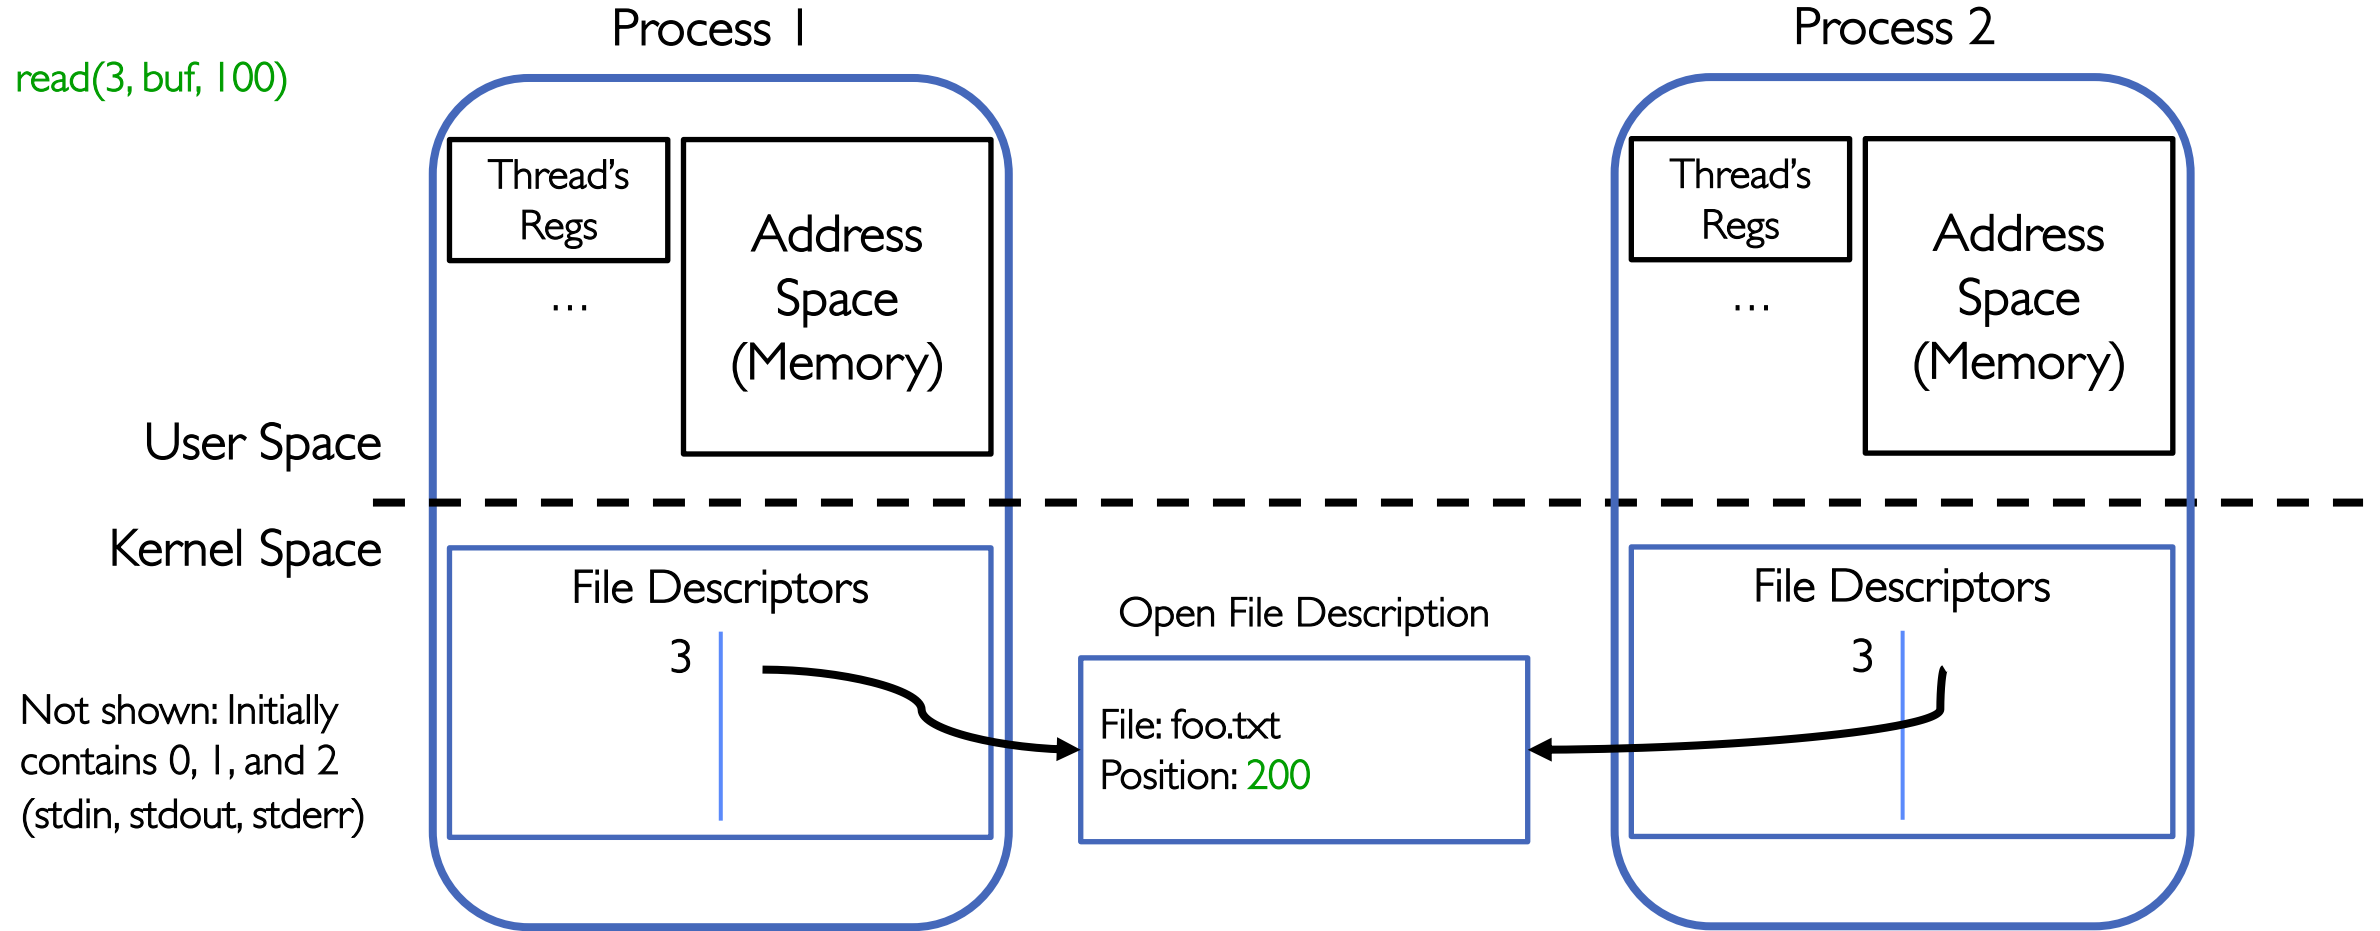 Process 1
Process 2
read(3, buf, 100)
Thread's
Regs
...
Address
Space
(Memory)
Thread's
Regs
...
Address
Space
(Memory)
User Space
Kernel Space
File Descriptors
3
Open File Description
File: foo.txt
Position: 200
File Descriptors
3
Not shown: Initially
contains 0, 1, and 2
(stdin, stdout, stderr)